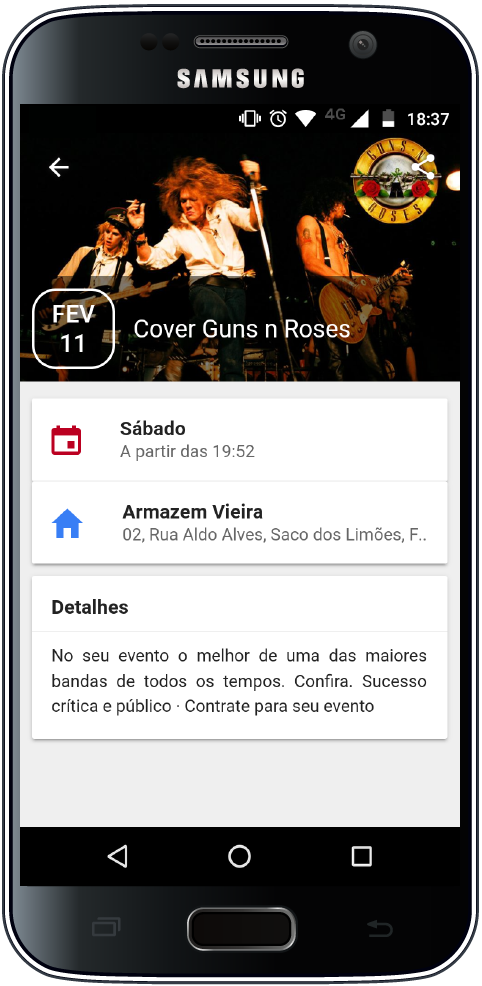 SAMSUNG
4G 18:37
GUNS N
ROSES
FEV
11
Cover Guns n Roses
Sábado
A partir das 19:52
Armazem Vieira
02, Rua Aldo Alves, Saco dos Limões, F..
Detalhes
No seu evento o melhor de uma das maiores
bandas de todos os tempos. Confira. Sucesso
crítica e público · Contrate para seu evento